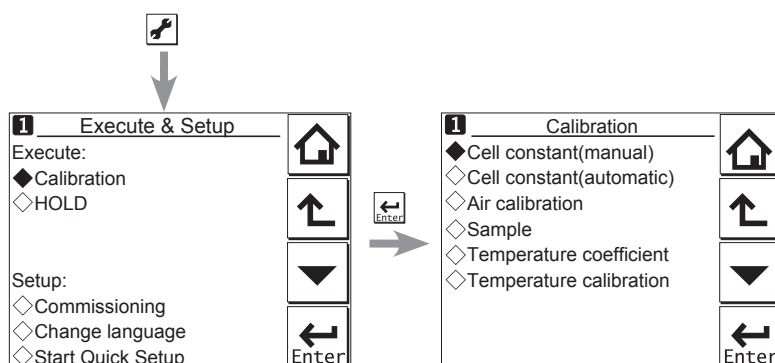 1 Execute & Setup
Execute:
Calibration
HOLD
Setup:
Commissioning
Change language
Start Quick Setup
Enter
Enter
1 Calibration
Cell constant(manual)
Cell constant(automatic)
Air calibration
Sample
Temperature coefficient
Temperature calibration
Enter